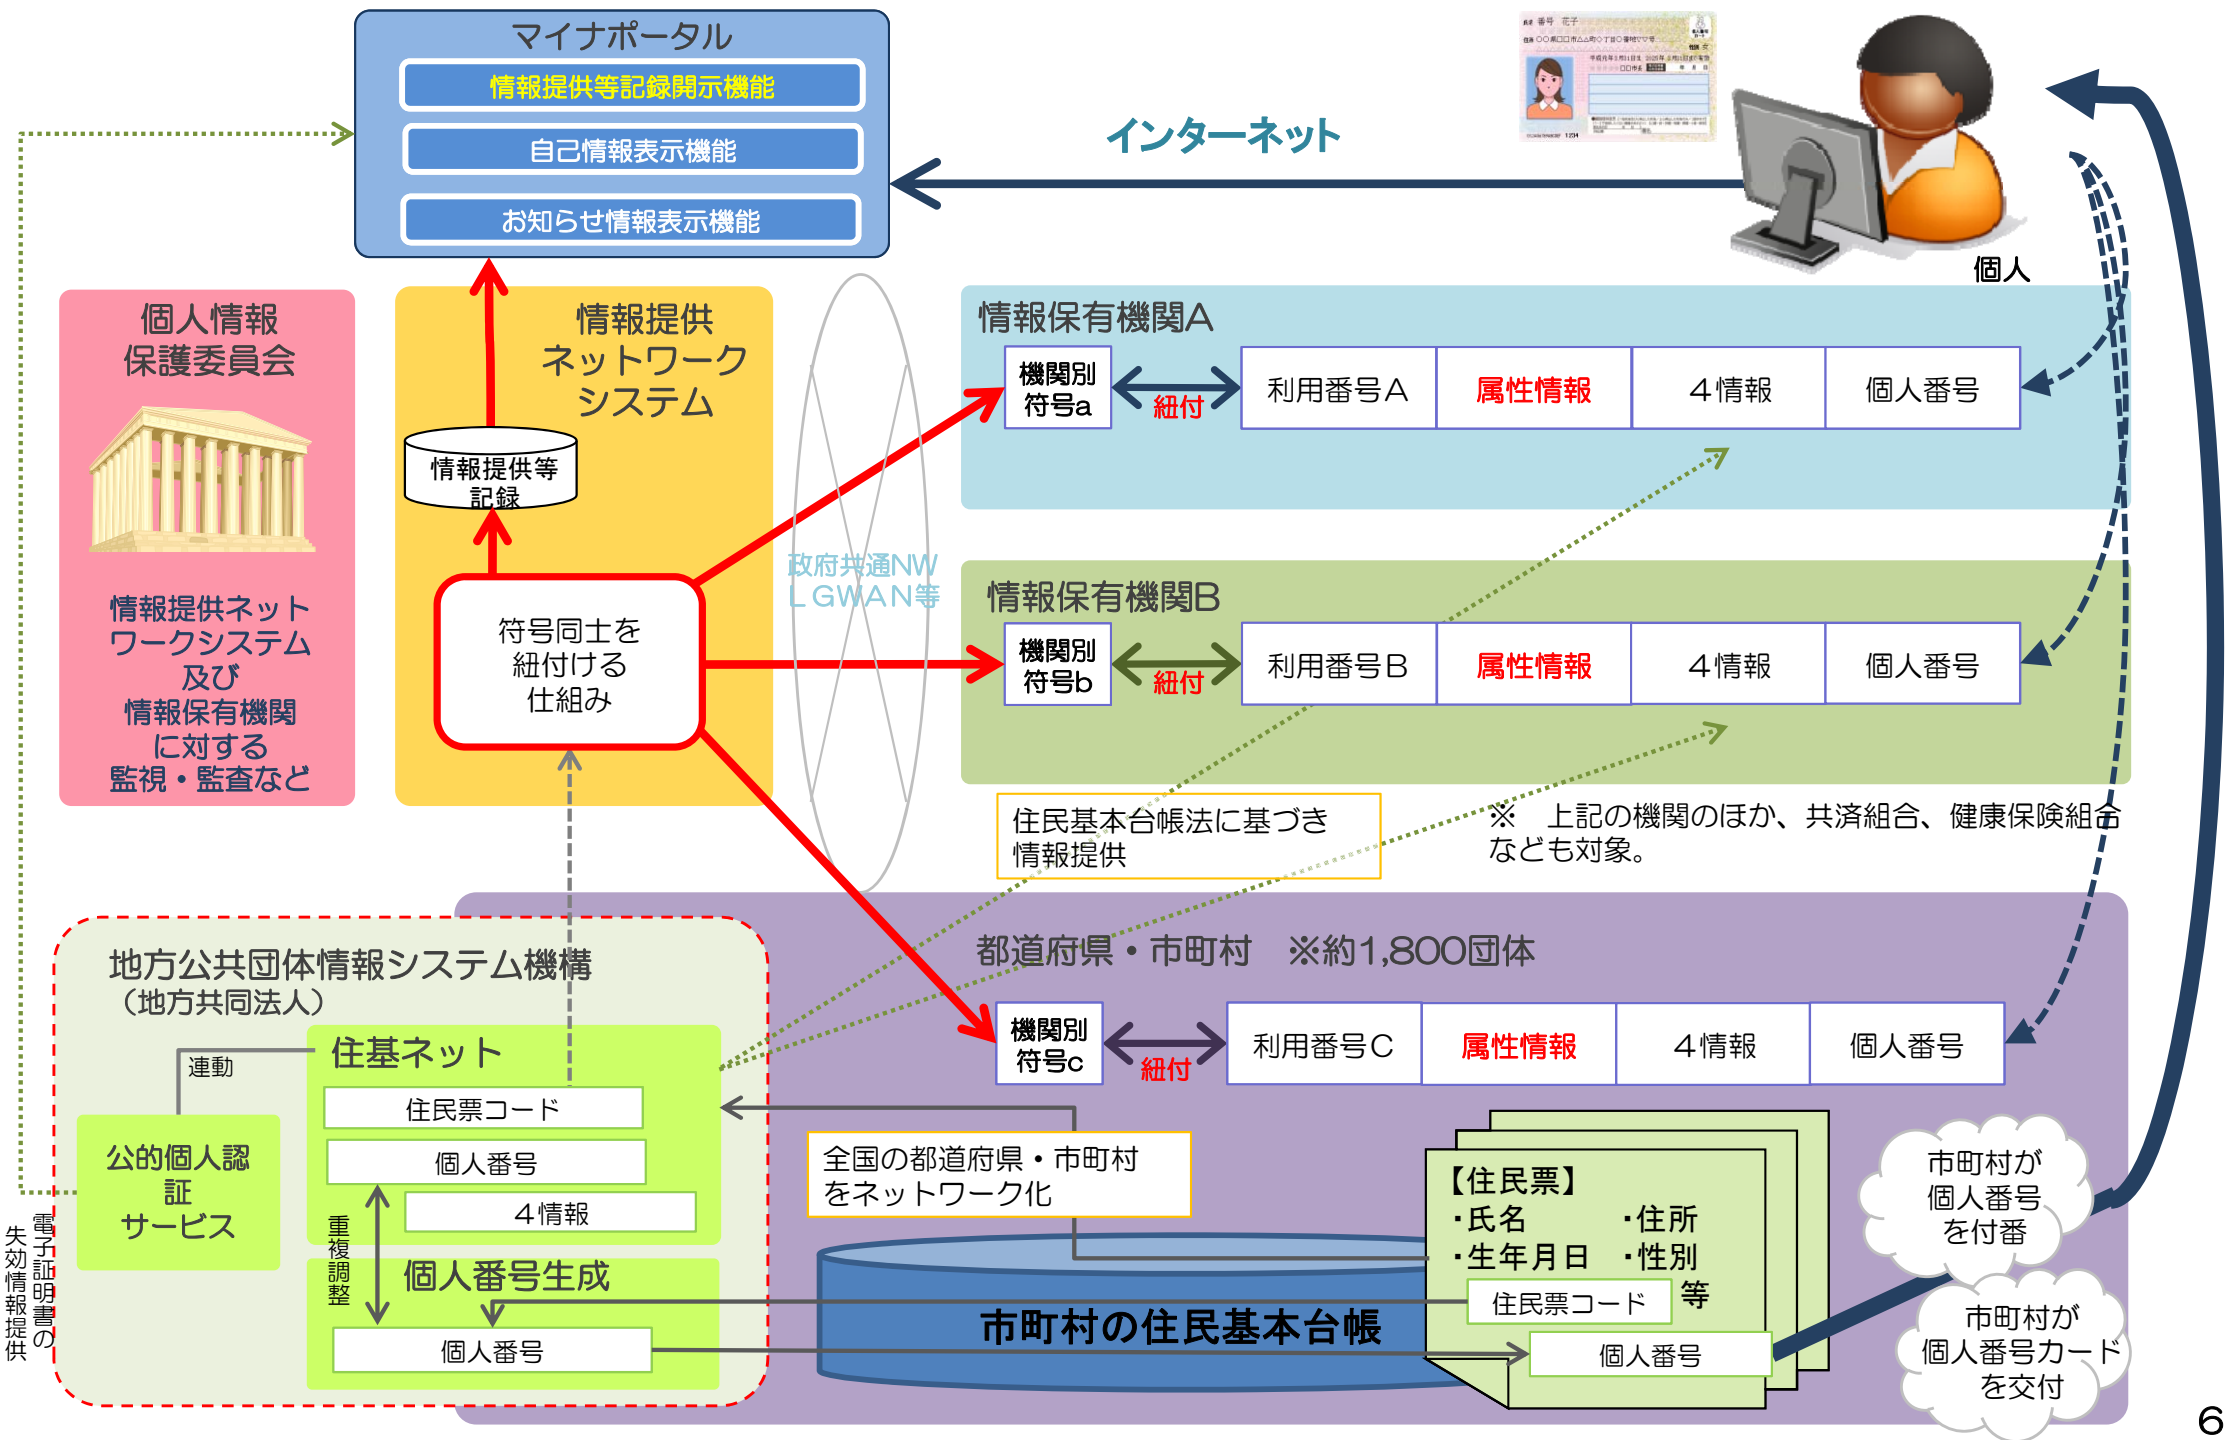 マイナポータル
情報提供等記録開示機能
自己情報表示機能
お知らせ情報表示機能
インターネット
氏名 番号 花子
1234
個人
個人情報
保護委員会
情報提供ネット
ワークシステム
及び
情報保有機関
に対する
監視・監査など
情報提供
ネットワーク
システム
情報提供等
記録
符号同士を
紐付ける
仕組み
政府共通NW
LGWAN等
情報保有機関A
機関別
符号a
紐付
利用番号A
属性情報
4情報
個人番号
情報保有機関B
機関別
符号b
紐付
利用番号B
属性情報
4情報
個人番号
住民基本台帳法に基づき
情報提供
※ 上記の機関のほか、共済組合、健康保険組合
なども対象。
都道府県・市町村 ※約1,800団体
機関別
符号c
紐付
利用番号C
属性情報
4情報
個人番号
地方公共団体情報システム機構
（地方共同法人）
住基ネット
連動
住民票コード
個人番号
4情報
公的個人認
証
サービス
重複調整
個人番号生成
個人番号
電子証明書の
失効情報提供
全国の都道府県・市町村
をネットワーク化
市町村の住民基本台帳
【住民票】
・氏名 ・住所
・生年月日 ・性別
等
住民票コード
個人番号
市町村が
個人番号
を付番
市町村が
個人番号カード
を交付
6